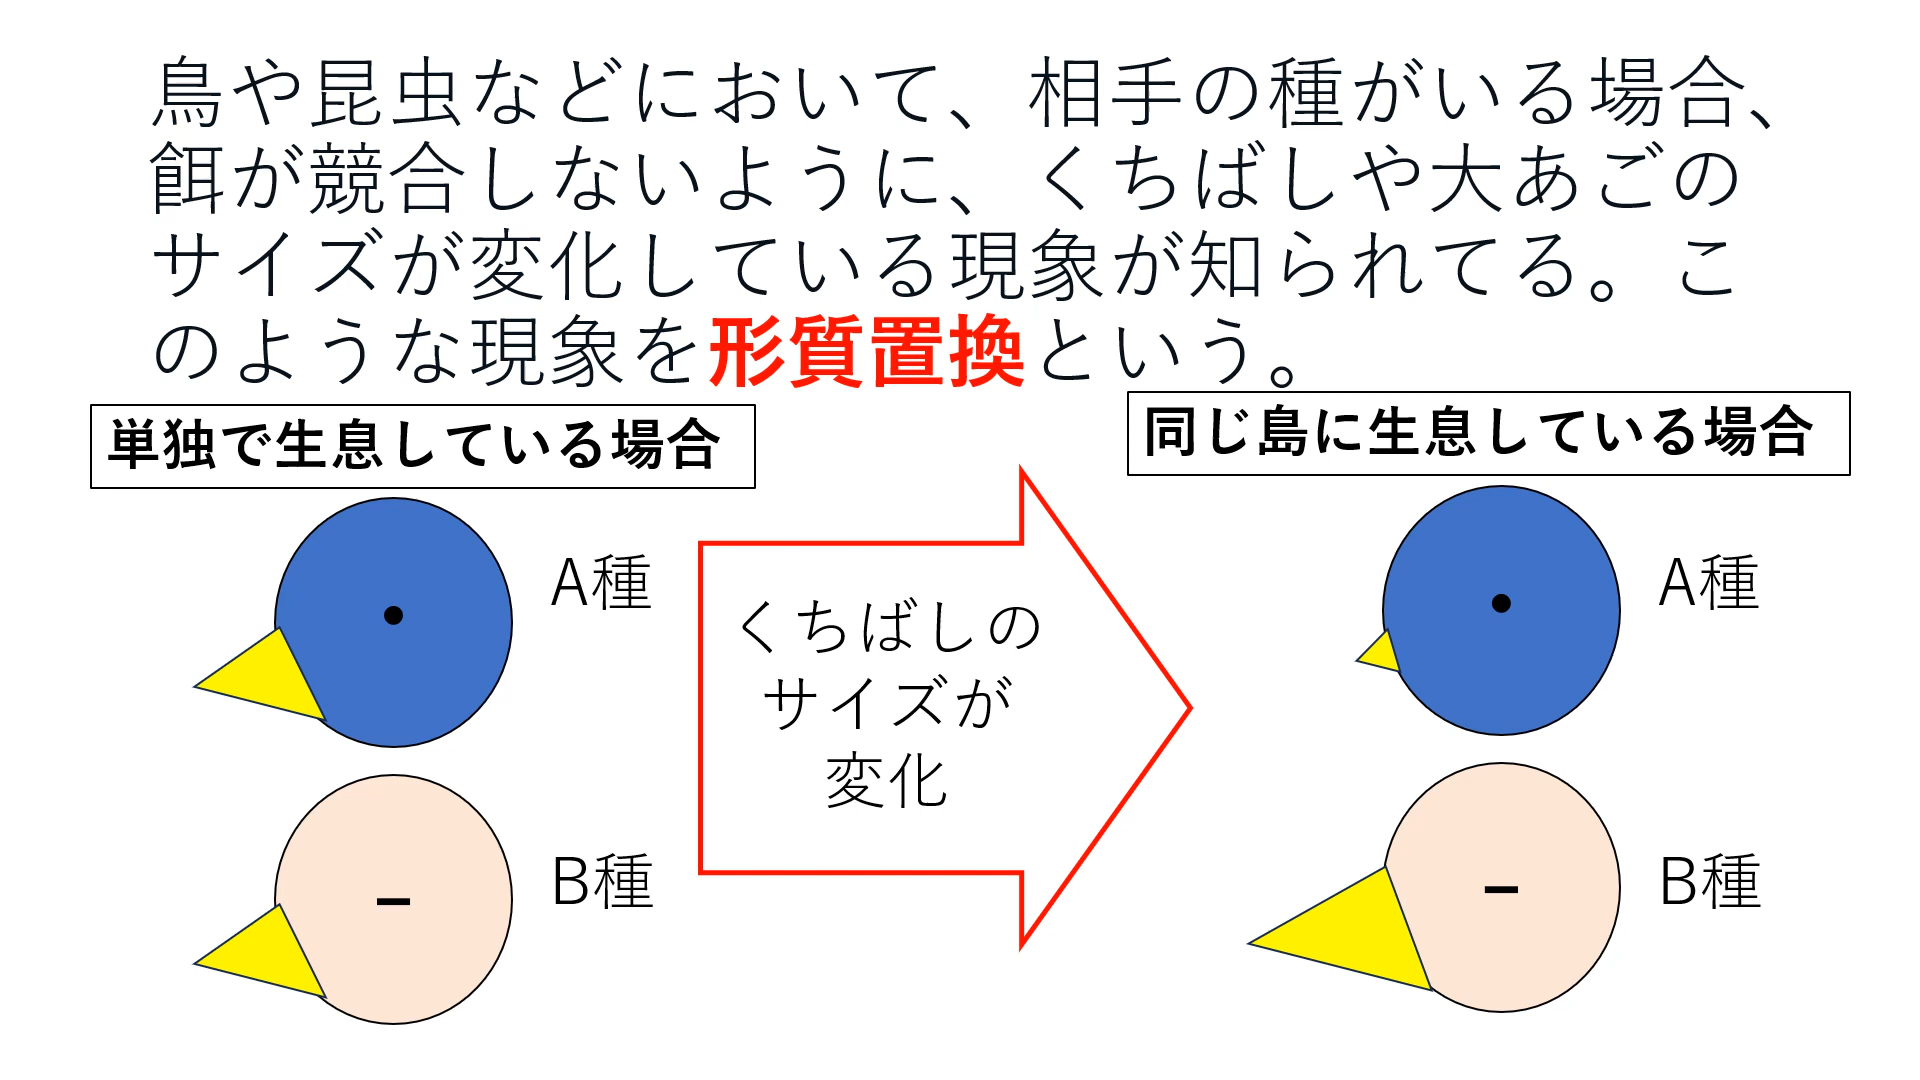 鳥や昆虫などにおいて、相手の種がいる場合、
餌が競合しないように、くちばしや大あごの
サイズが変化している現象が知られてる。こ
のような現象を形質置換という。
単独で生息している場合
同じ島に生息している場合
A種
A種
くちばしの
サイズが
変化
B種
B種